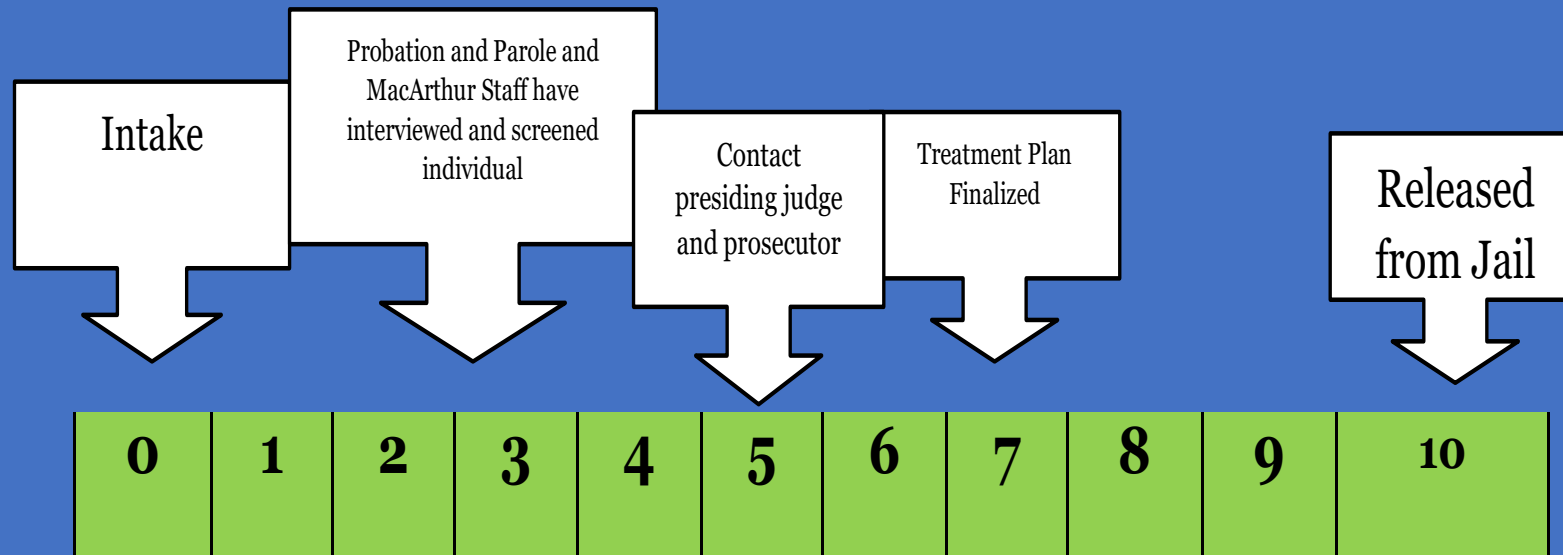 Intake
Probation and Parole and
MacArthur Staff have
interviewed and screened
individual
Contact
presiding judge
and prosecutor
Treatment Plan
Finalized
Released
from Jail
0 1 2 3 4 5 6 7 8 9 10